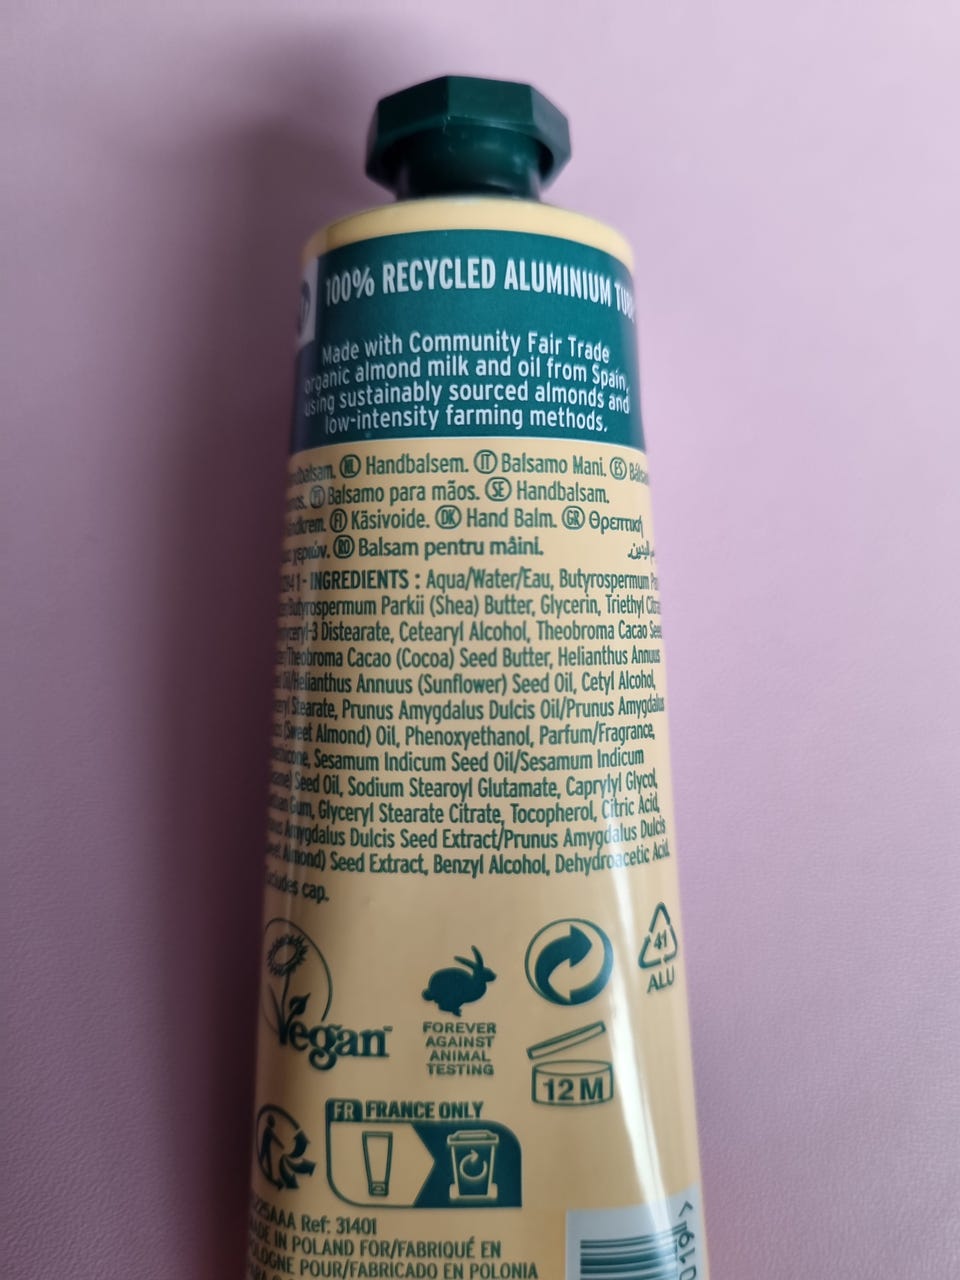 100% RECYCLED ALUMINIUM
Made with Community Fair Trade
organic almond milk and oil from Spain,
using sustainably sourced almonds and
low-intensity farming methods.
NL Handbalsem. IT Balsamo Mani. ES
Balsamo para mãos. SE Handbalsam.
FI Käsivoide. DK Hand Balm. GR Θρεπτική
RO Balsam pentru mâini.
- INGREDIENTS : Aqua/Water/Eau, Butyrospermum
Butyrospermum Parkii (Shea) Butter, Glycerin, Triethyl
Distearate, Cetearyl Alcohol, Theobroma Cacao Seed
Theobroma Cacao (Cocoa) Seed Butter, Helianthus Annuus
Oil/Helianthus Annuus (Sunflower) Seed Oil, Cetyl Alcohol,
Stearate, Prunus Amygdalus Dulcis Oil/Prunus Amygdalus
(Sweet Almond) Oil, Phenoxyethanol, Parfum/Fragrance,
Sesamum Indicum Seed Oil/Sesamum Indicum
Seed Oil, Sodium Stearoyl Glutamate, Caprylyl Glycol,
Gum, Glyceryl Stearate Citrate, Tocopherol, Citric Acid,
Amygdalus Dulcis Seed Extract/Prunus Amygdalus Dulcis
Almond) Seed Extract, Benzyl Alcohol, Dehydroacetic Acid.
cap.
Vegan™
FOREVER
AGAINST
ANIMAL
TESTING
41
ALU
12 M
FR FRANCE ONLY
Ref: 31401
MADE IN POLAND FOR/FABRIQUÉ EN
POLOGNE POUR/FABRICADO EN POLONIA